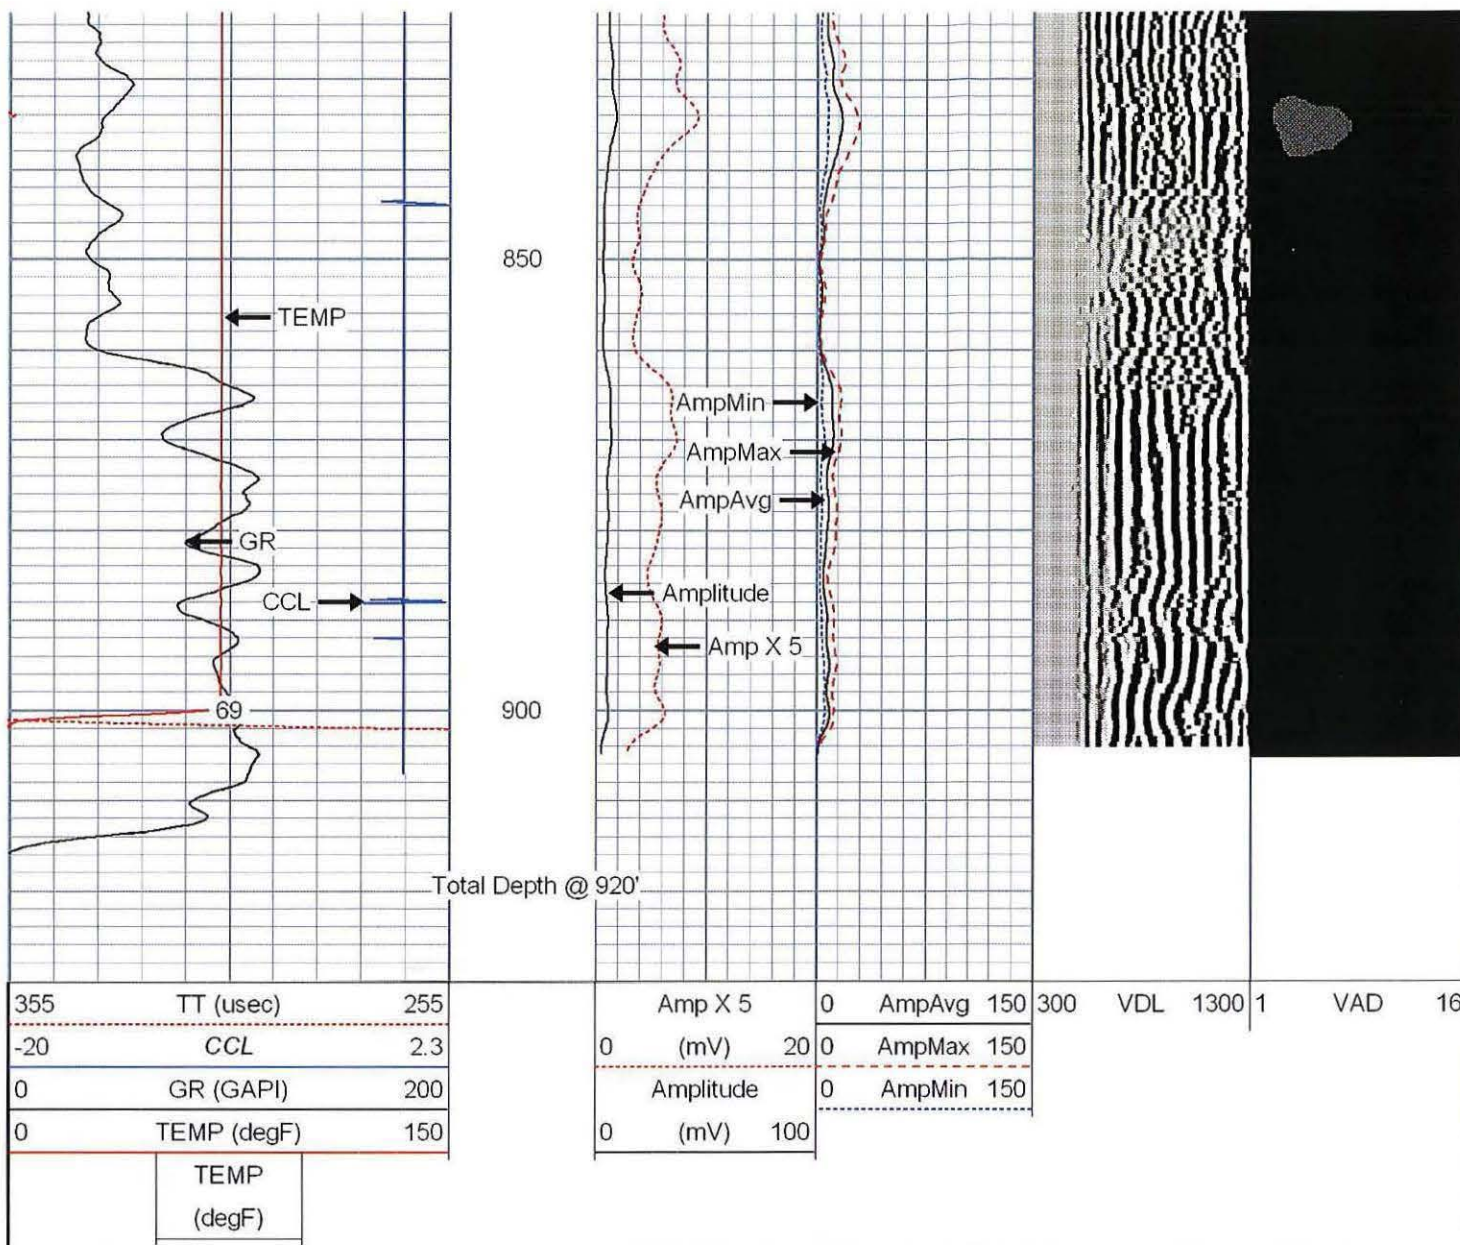 850
TEMP
AmpMin
AmpMax
AmpAvg
GR
CCL
Amplitude
Amp X 5
69
900
Total Depth @ 920'
355 TT (usec) 255
-20 CCL 2.3
0 GR (GAPI) 200
0 TEMP (degF) 150
TEMP
(degF)
Amp X 5
0 (mV) 20
Amplitude
0 (mV) 100
0 AmpAvg 150
0 AmpMax 150
0 AmpMin 150
300 VDL 1300
1 VAD 16